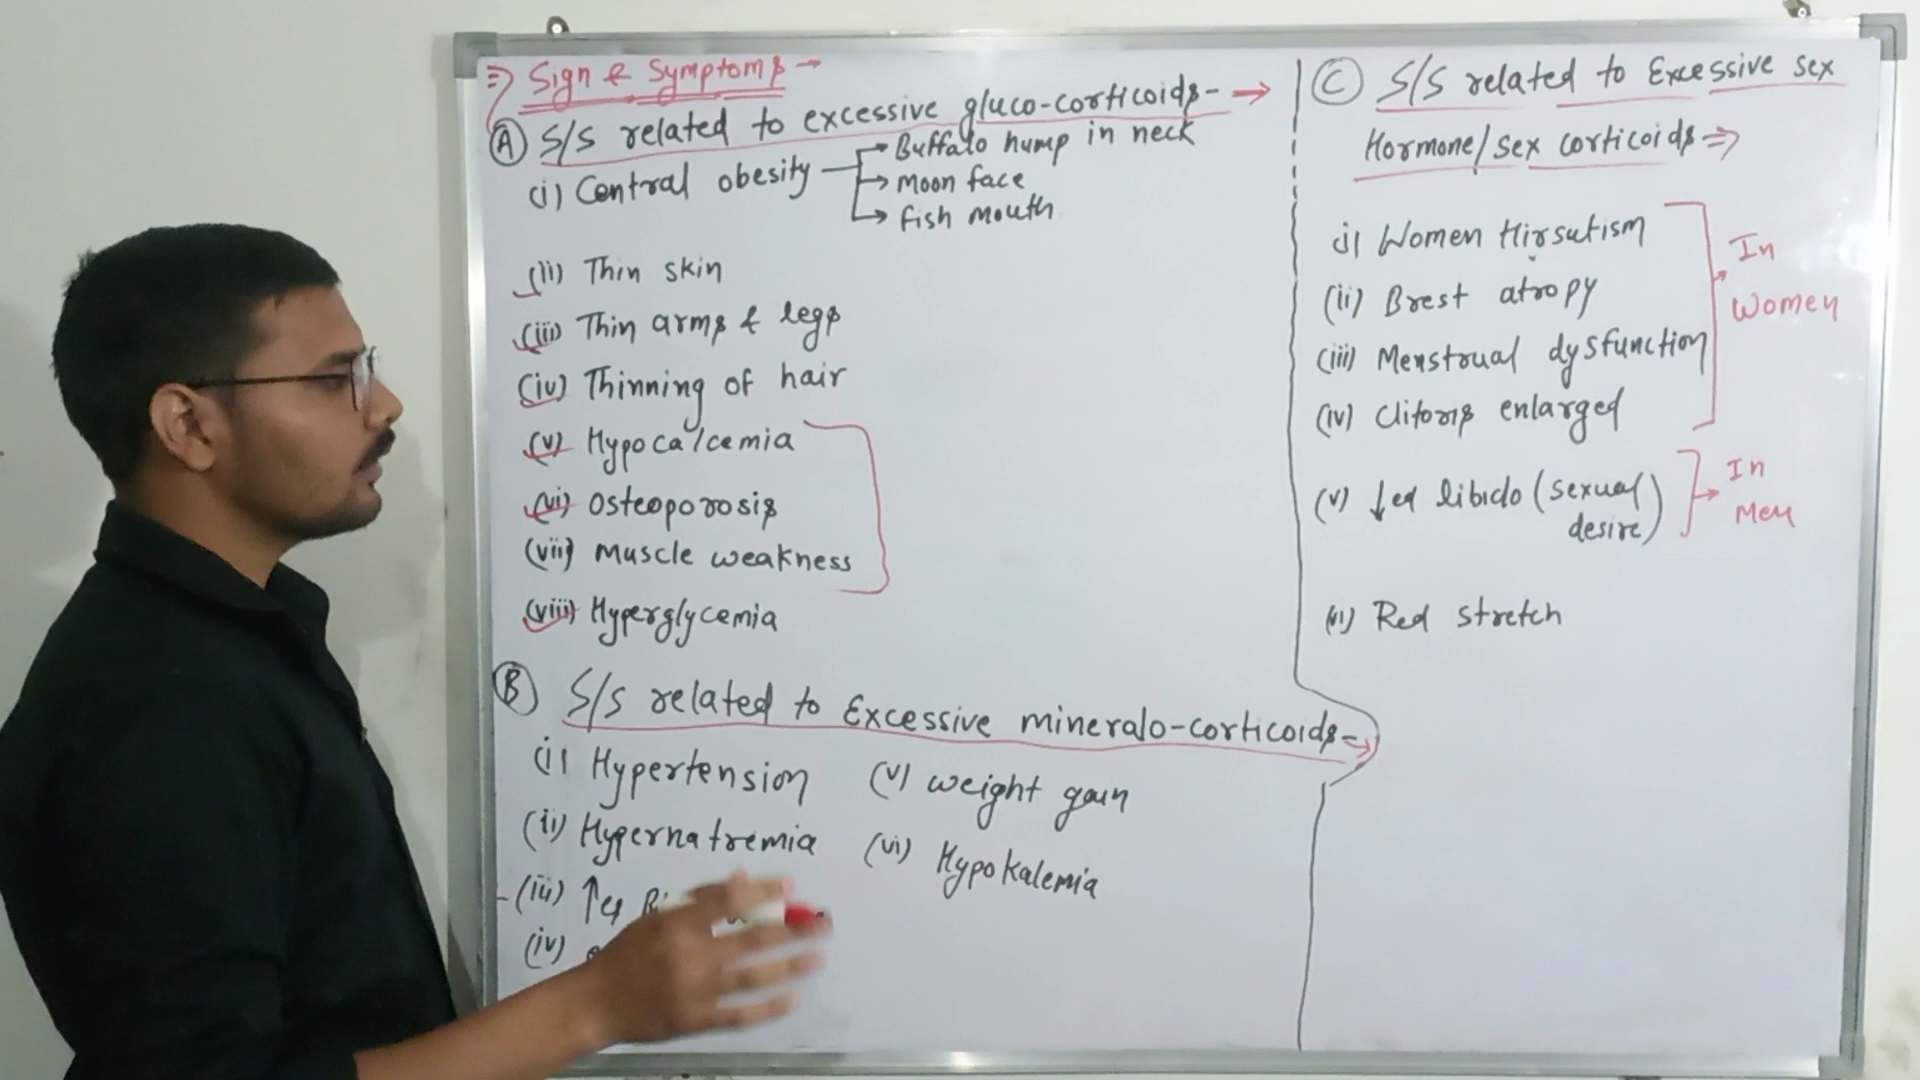 ⇒ Sign & Symptoms →
Ⓐ S/S related to excessive gluco-corticoids- →
(i) Central obesity → Buffalo hump in neck
→ Moon face
→ fish mouth
(ii) Thin skin
(iii) Thin arms & legs
(iv) Thinning of hair
(v) Hypocalcemia
(vi) Osteoporosis
(vii) Muscle weakness
(viii) Hyperglycemia
Ⓑ S/S related to Excessive mineralo-corticoids- →
(i) Hypertension (v) weight gain
(ii) Hypernatremia (vi) Hypokalemia
(iii) ↑ed
(iv)
Ⓒ S/S related to Excessive sex
Hormone/sex corticoids ⇒
(i) Women Hirsutism
(ii) Brest atropy
(iii) Menstrual dysfunction
(iv) Clitoris enlarged
In
Women
(v) ↓ed libido (sexual
desire)
In
Men
(vi) Red stretch